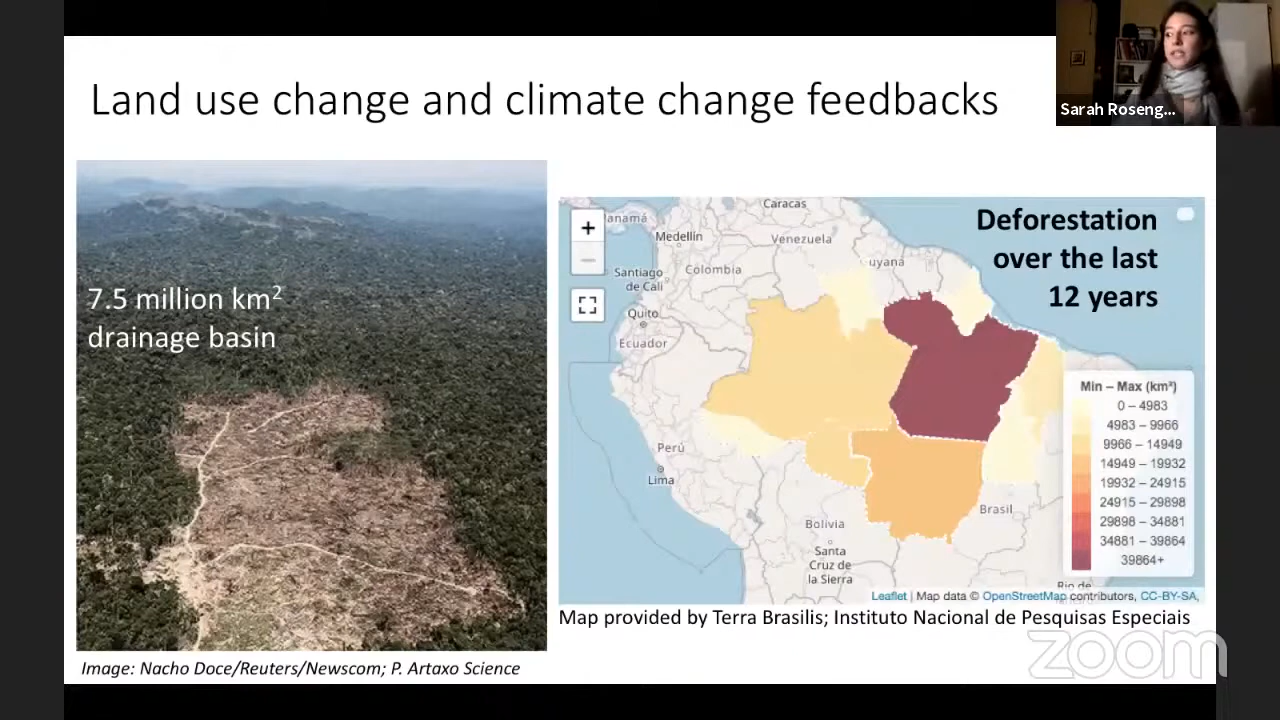 Land use change and climate change feedbacks
Sarah Roseng...
7.5 million km²
drainage basin
Image: Nacho Doce/Reuters/Newscom; P. Artaxo Science
Deforestation
over the last
12 years
+
−
Caracas
anamá
Medellín
Venezuela
uyaná
Colombia
Santiago
de Cali
Quito
Ecuador
Perú
Lima
Brasil
Bolivia
Santa
Cruz de
la Sierra
Rio de
Min – Max (km²)
0 – 4983
4983 – 9966
9966 – 14949
14949 – 19932
19932 – 24915
24915 – 29898
29898 – 34881
34881 – 39864
39864+
Leaflet | Map data © OpenStreetMap contributors, CC-BY-SA,
Map provided by Terra Brasilis; Instituto Nacional de Pesquisas Especiais
zoom